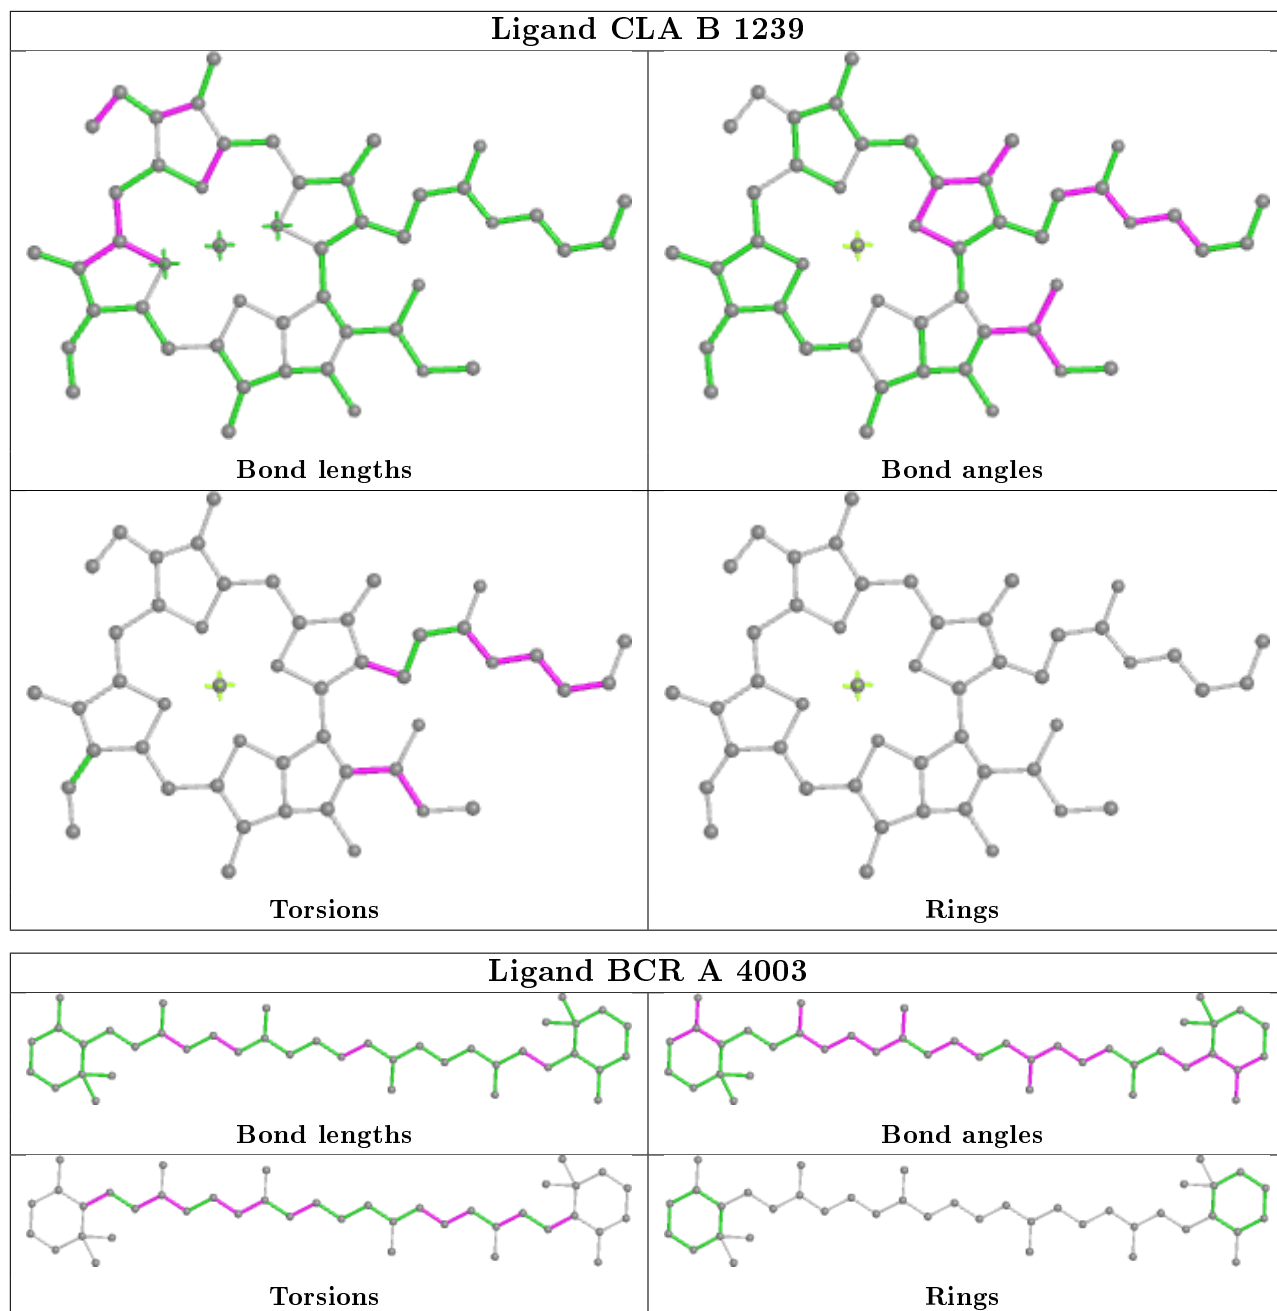 Ligand CLA B 1239
Bond lengths
Bond angles
Torsions
Rings
Ligand BCR A 4003
Bond lengths
Bond angles
Torsions
Rings